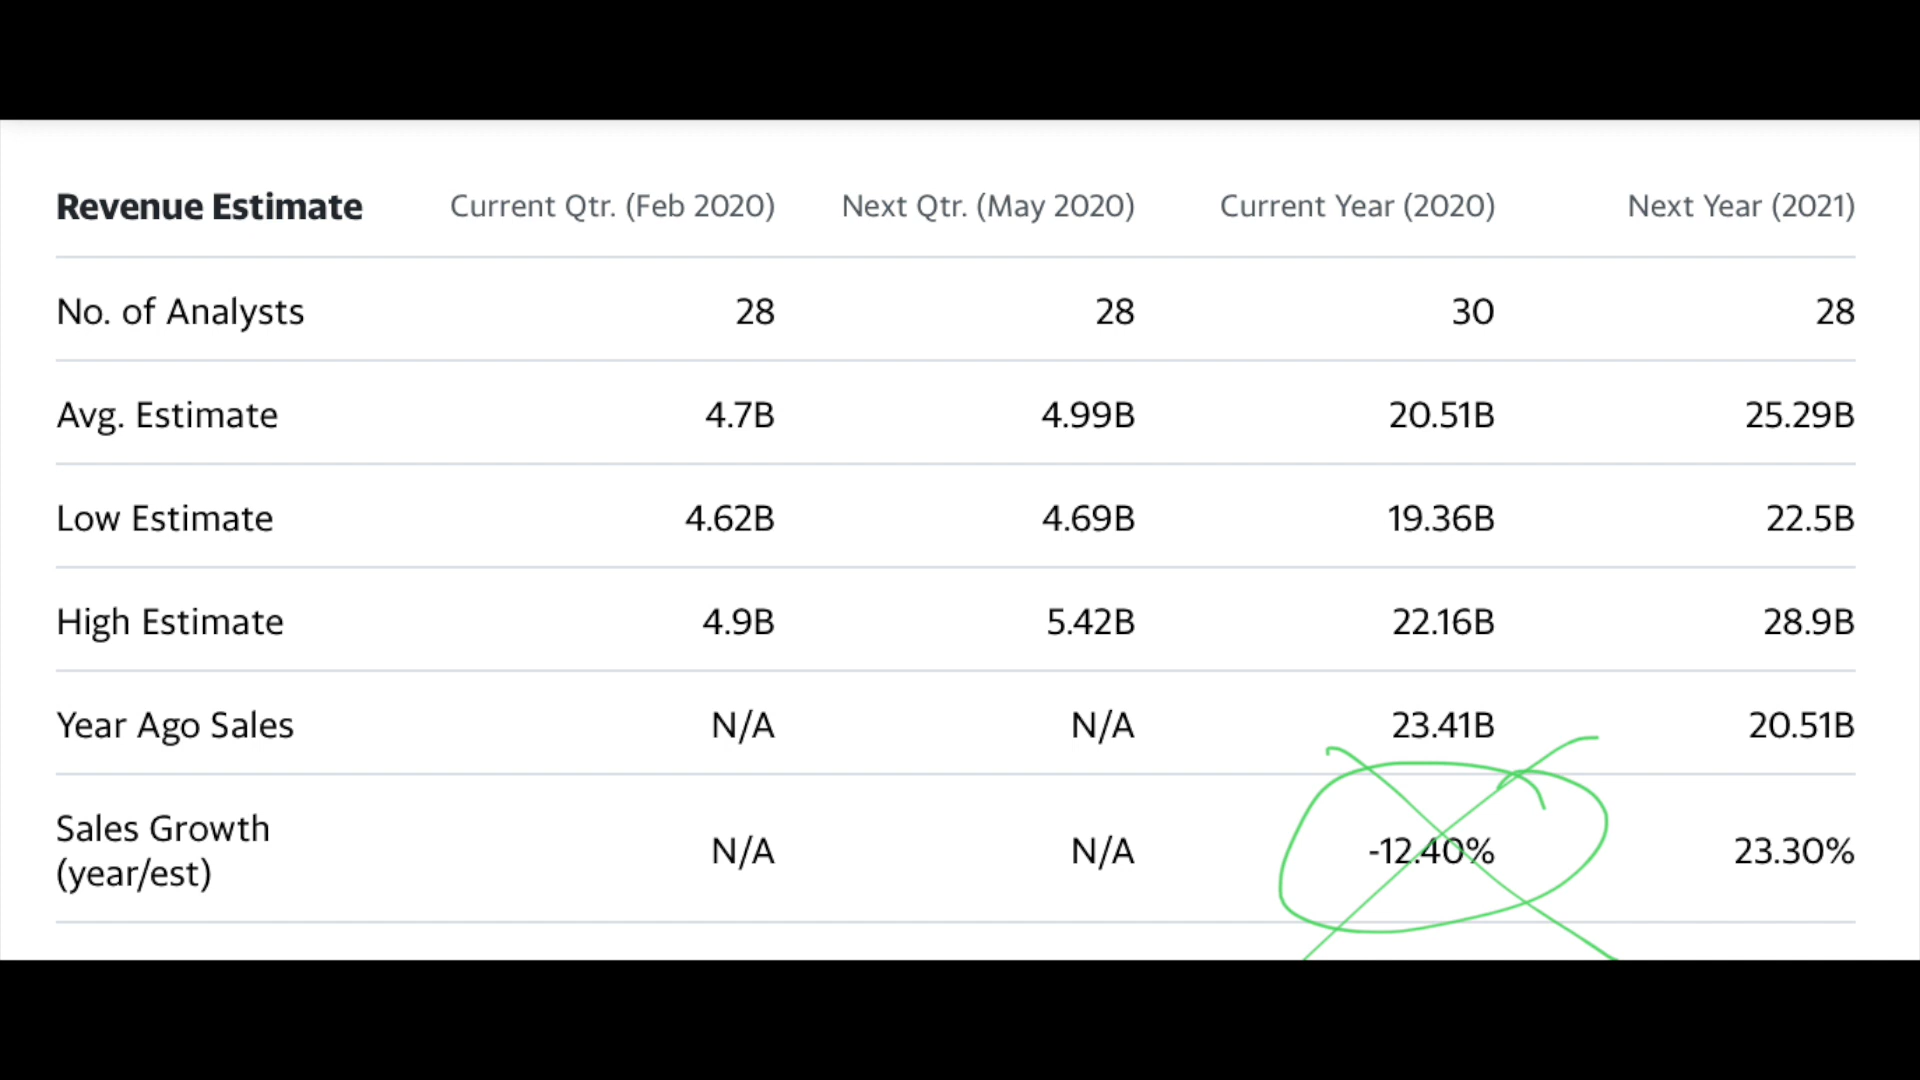 Revenue Estimate Current Qtr. (Feb 2020) Next Qtr. (May 2020) Current Year (2020) Next Year (2021)
No. of Analysts 28 28 30 28
Avg. Estimate 4.7B 4.99B 20.51B 25.29B
Low Estimate 4.62B 4.69B 19.36B 22.5B
High Estimate 4.9B 5.42B 22.16B 28.9B
Year Ago Sales N/A N/A 23.41B 20.51B
Sales Growth
(year/est) N/A N/A -12.40% 23.30%